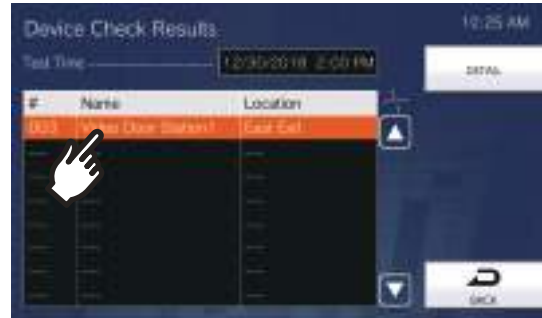 Device Check Results
10:25 AM
Test Time
12/30/2018 2:00 PM
DETAIL
# Name Location
003 Video Door Station1 East Exit
BACK